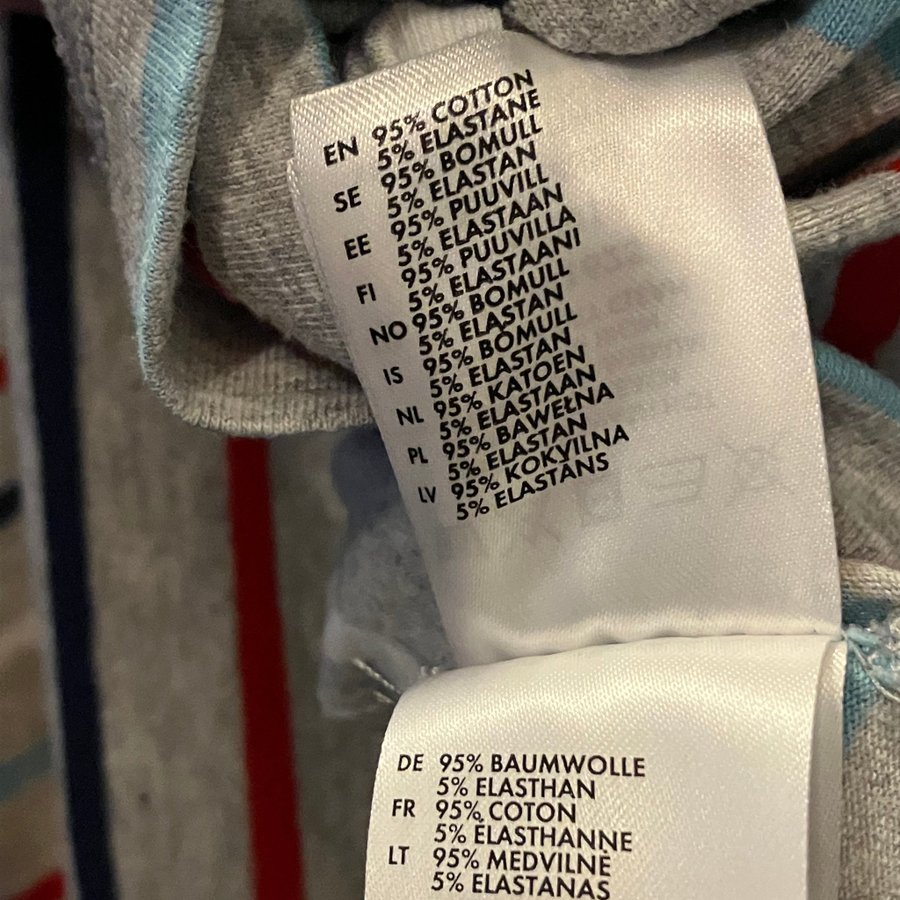 EN 95% COTTON
5% ELASTANE
SE 95% BOMULL
5% ELASTAN
EE 95% PUUVILL
5% ELASTAAN
FI 95% PUUVILLA
5% ELASTAANI
NO 95% BOMULL
5% ELASTAN
IS 95% BÓMULL
5% ELASTAN
NL 95% KATOEN
5% ELASTAAN
PL 95% BAWEŁNA
5% ELASTAN
LV 95% KOKVILNA
5% ELASTĀNS
DE 95% BAUMWOLLE
5% ELASTHAN
FR 95% COTON
5% ÉLASTHANNE
LT 95% MEDVILNĖ
5% ELASTANAS